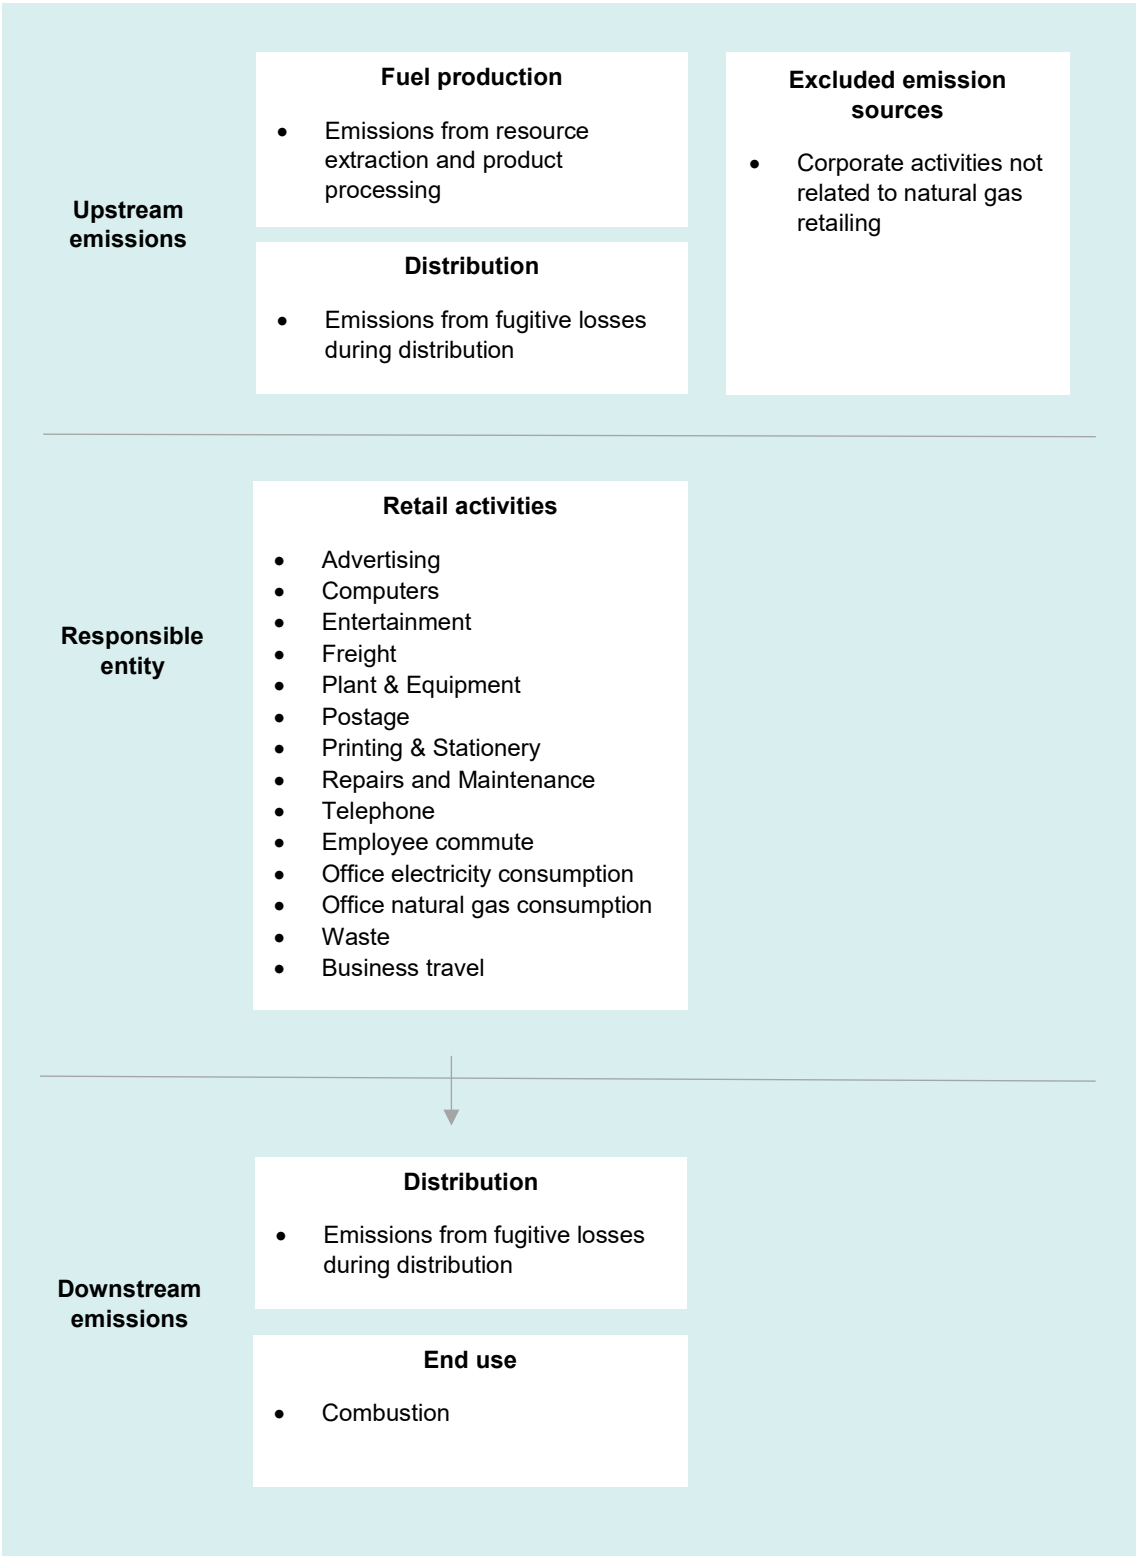 Upstream
emissions
Fuel production
• Emissions from resource
extraction and product
processing
Distribution
• Emissions from fugitive losses
during distribution
Excluded emission
sources
• Corporate activities not
related to natural gas
retailing
Responsible
entity
Retail activities
• Advertising
• Computers
• Entertainment
• Freight
• Plant & Equipment
• Postage
• Printing & Stationery
• Repairs and Maintenance
• Telephone
• Employee commute
• Office electricity consumption
• Office natural gas consumption
• Waste
• Business travel
Downstream
emissions
Distribution
• Emissions from fugitive losses
during distribution
End use
• Combustion